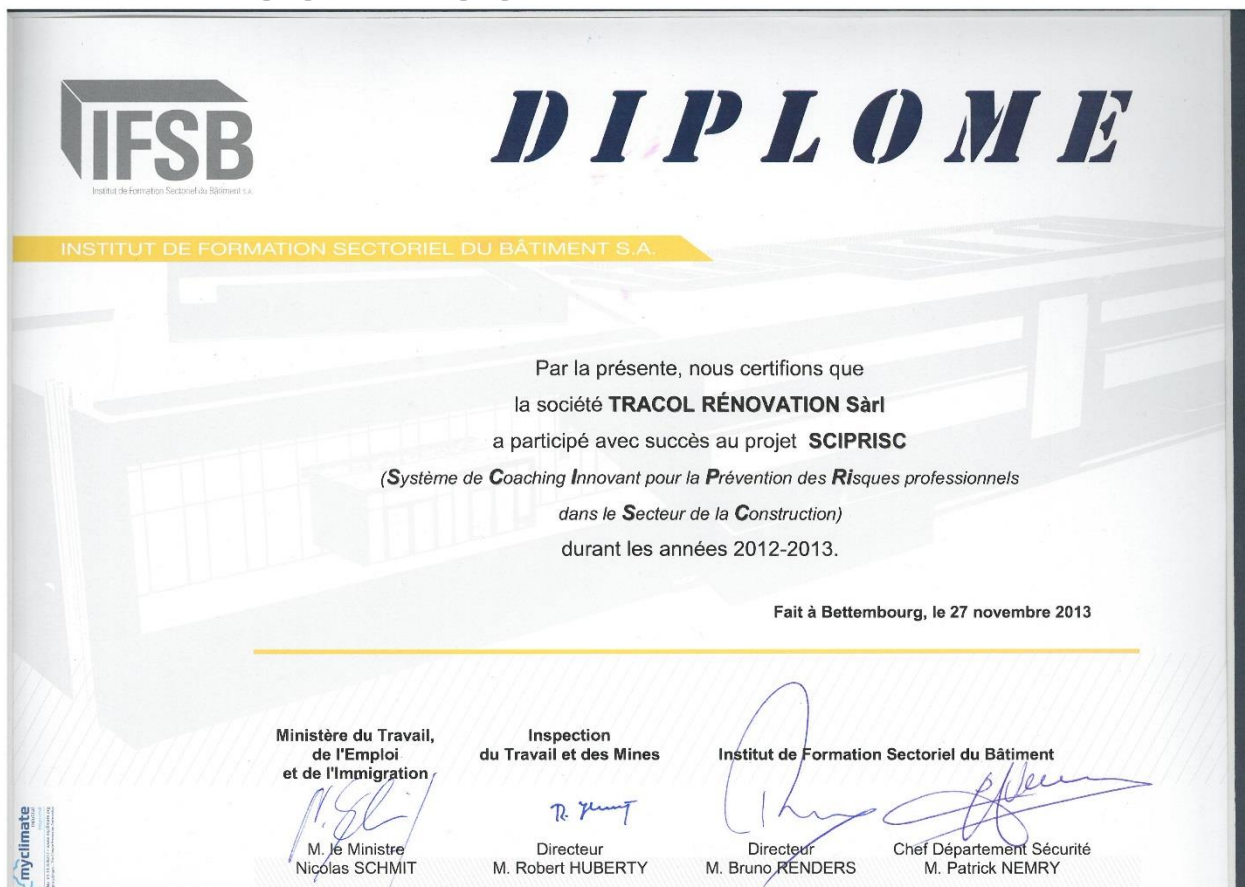 IFSB
Institut de Formation Sectoriel du Bâtiment s.a.
DIPLOME
INSTITUT DE FORMATION SECTORIEL DU BÂTIMENT S.A.
Par la présente, nous certifions que
la société TRACOL RÉNOVATION Sàrl
a participé avec succès au projet SCIPRISC
(Système de Coaching Innovant pour la Prévention des Risques professionnels
dans le Secteur de la Construction)
durant les années 2012-2013.
Fait à Bettembourg, le 27 novembre 2013
Ministère du Travail,
de l'Emploi
et de l'Immigration
M. le Ministre
Nicolas SCHMIT
Inspection
du Travail et des Mines
Directeur
M. Robert HUBERTY
Institut de Formation Sectoriel du Bâtiment
Directeur
M. Bruno RENDERS
Chef Département Sécurité
M. Patrick NEMRY
myclimate